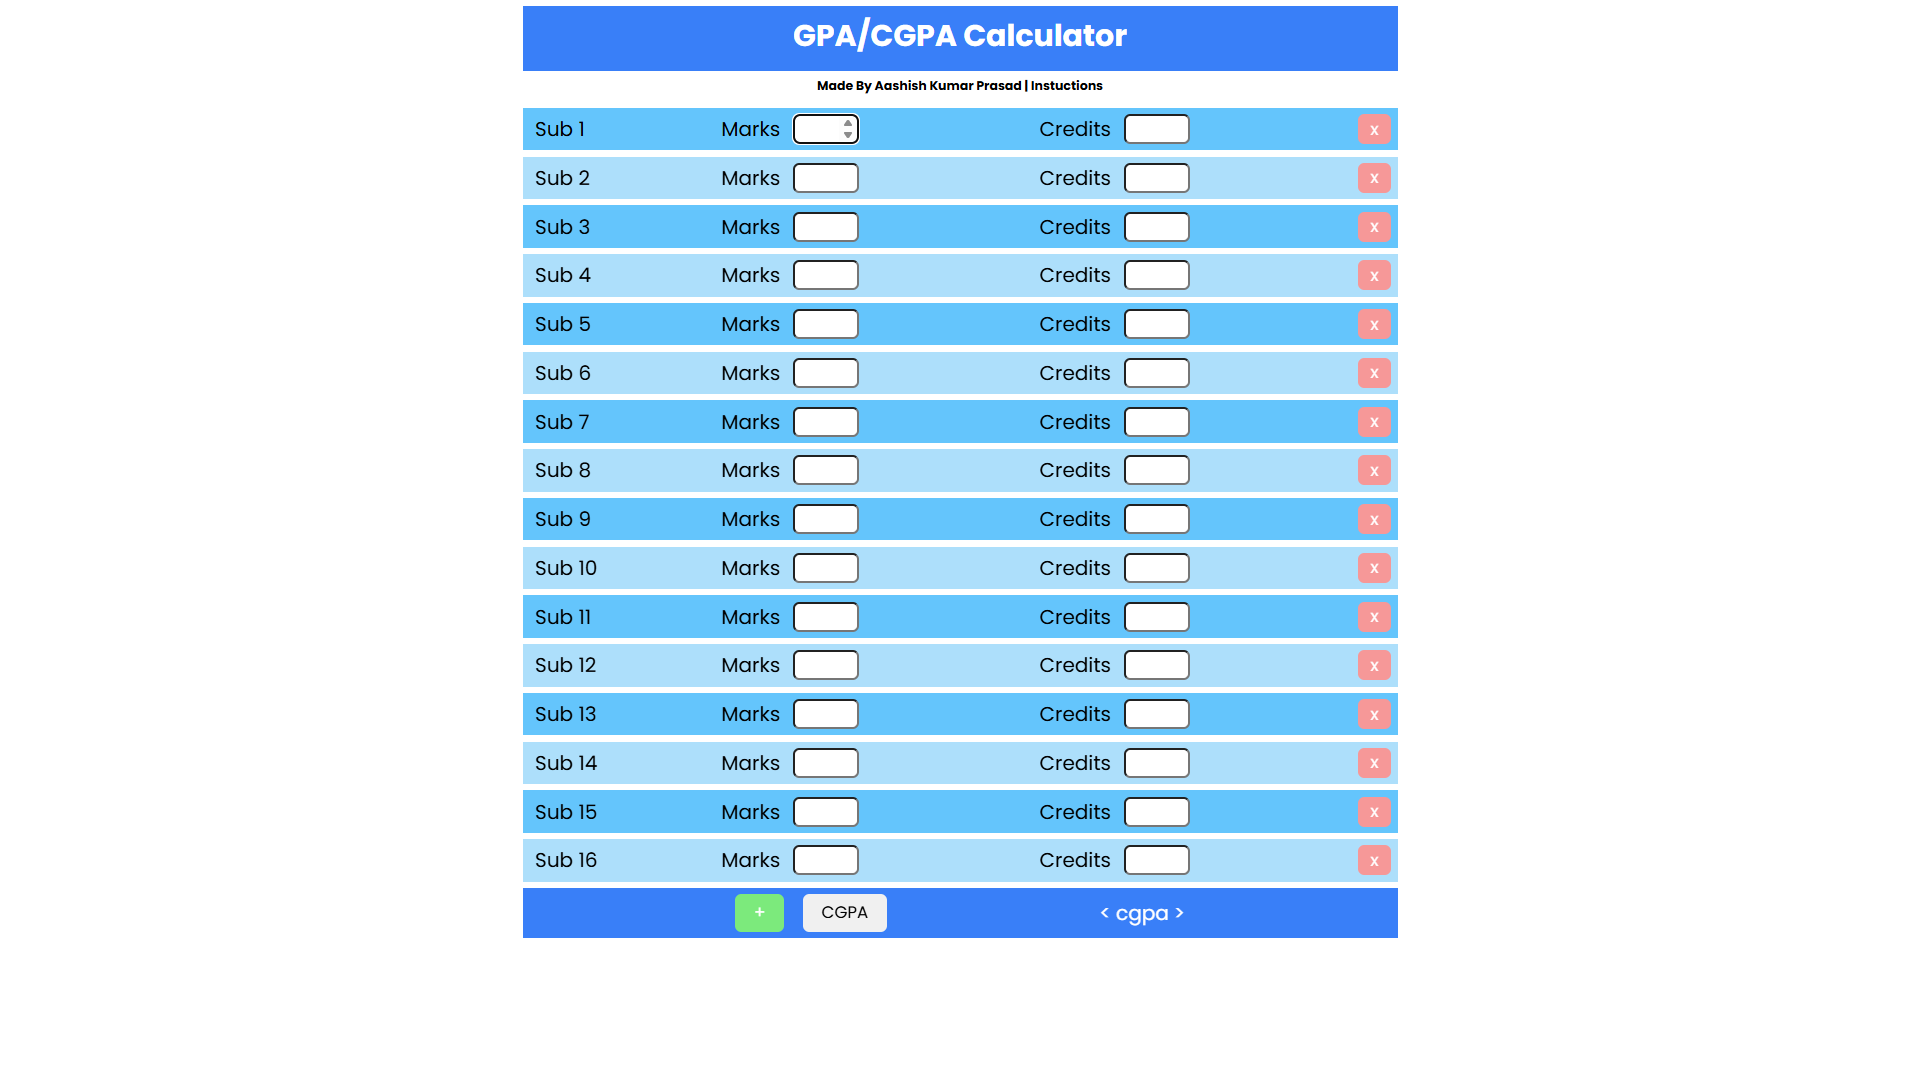 GPA/CGPA Calculator
Made By Aashish Kumar Prasad | Instuctions
Sub 1 Marks Credits x
Sub 2 Marks Credits x
Sub 3 Marks Credits x
Sub 4 Marks Credits x
Sub 5 Marks Credits x
Sub 6 Marks Credits x
Sub 7 Marks Credits x
Sub 8 Marks Credits x
Sub 9 Marks Credits x
Sub 10 Marks Credits x
Sub 11 Marks Credits x
Sub 12 Marks Credits x
Sub 13 Marks Credits x
Sub 14 Marks Credits x
Sub 15 Marks Credits x
Sub 16 Marks Credits x
+ CGPA < cgpa >